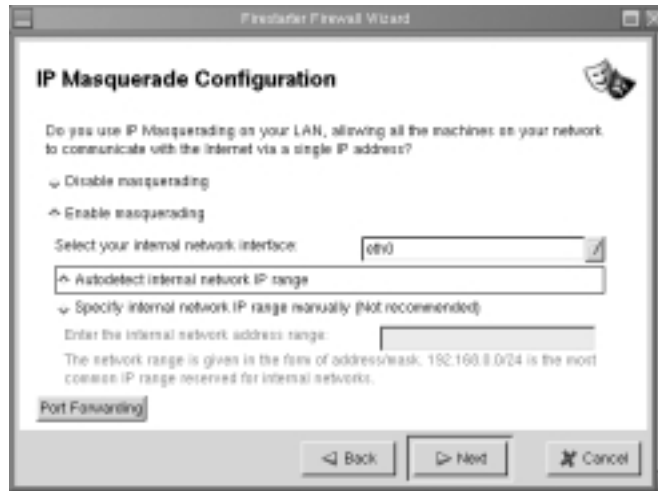 Firestarter Firewall Wizard
IP Masquerade Configuration
Do you use IP Masquerading on your LAN, allowing all the machines on your network
to communicate with the Internet via a single IP address?
Disable masquerading
Enable masquerading
Select your internal network interface:
eth0
Autodetect internal network IP range
Specify internal network IP range manually (Not recommended)
Enter the internal network address range:
The network range is given in the form of address/mask. 192.168.0.0/24 is the most
common IP range reserved for internal networks.
Port Forwarding
Back
Next
Cancel